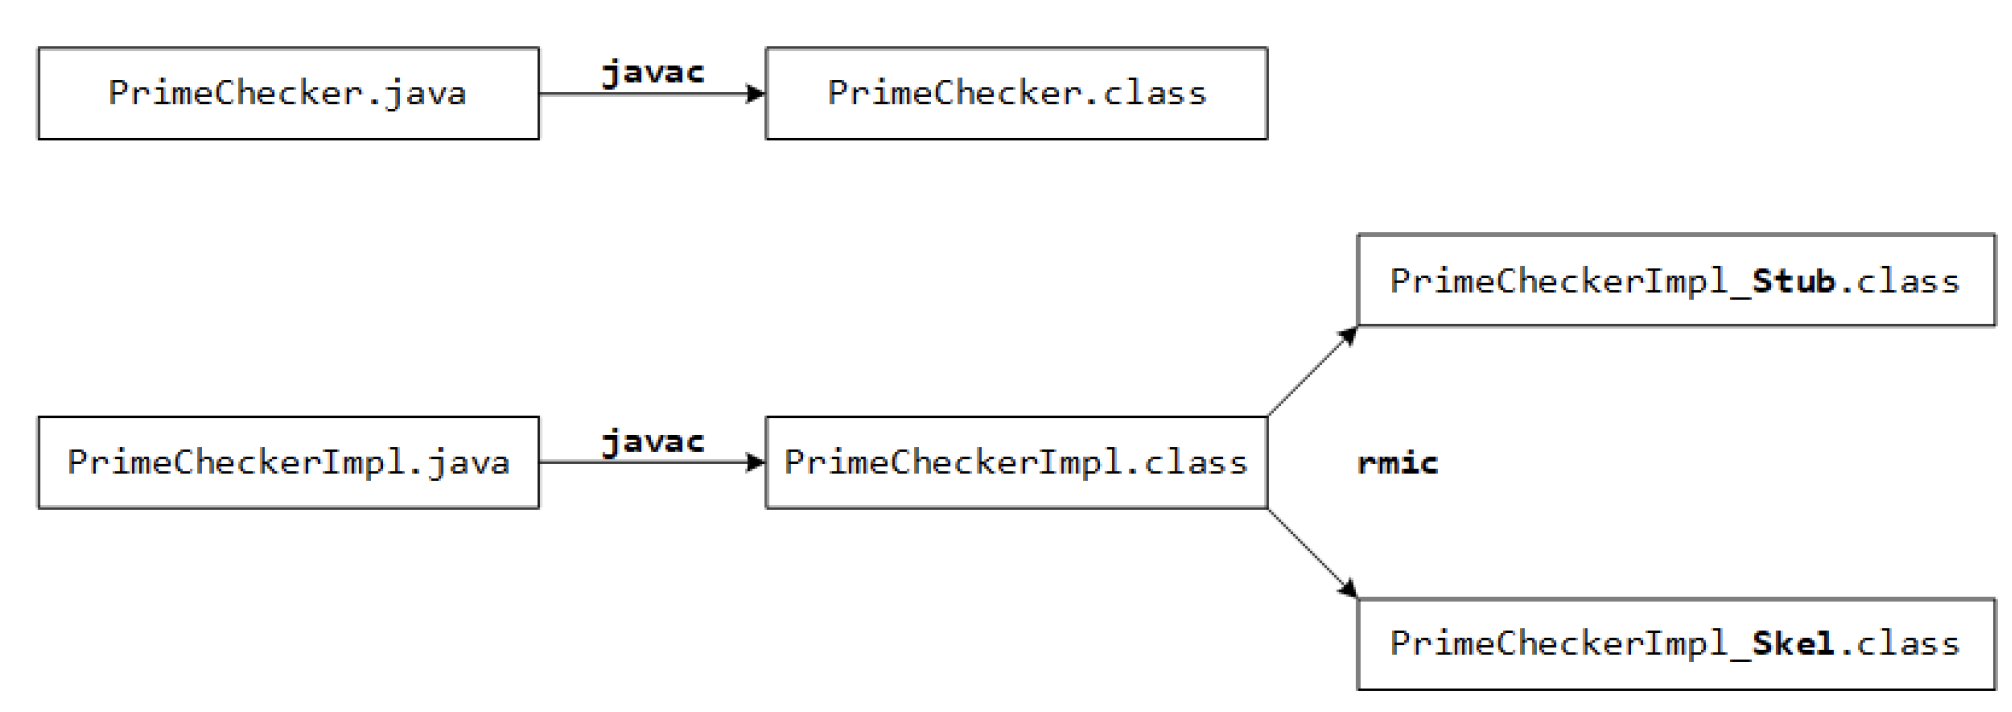 PrimeChecker.java
javac
PrimeChecker.class
PrimeCheckerImpl_Stub.class
PrimeCheckerImpl.java
javac
PrimeCheckerImpl.class
rmic
PrimeCheckerImpl_Skel.class